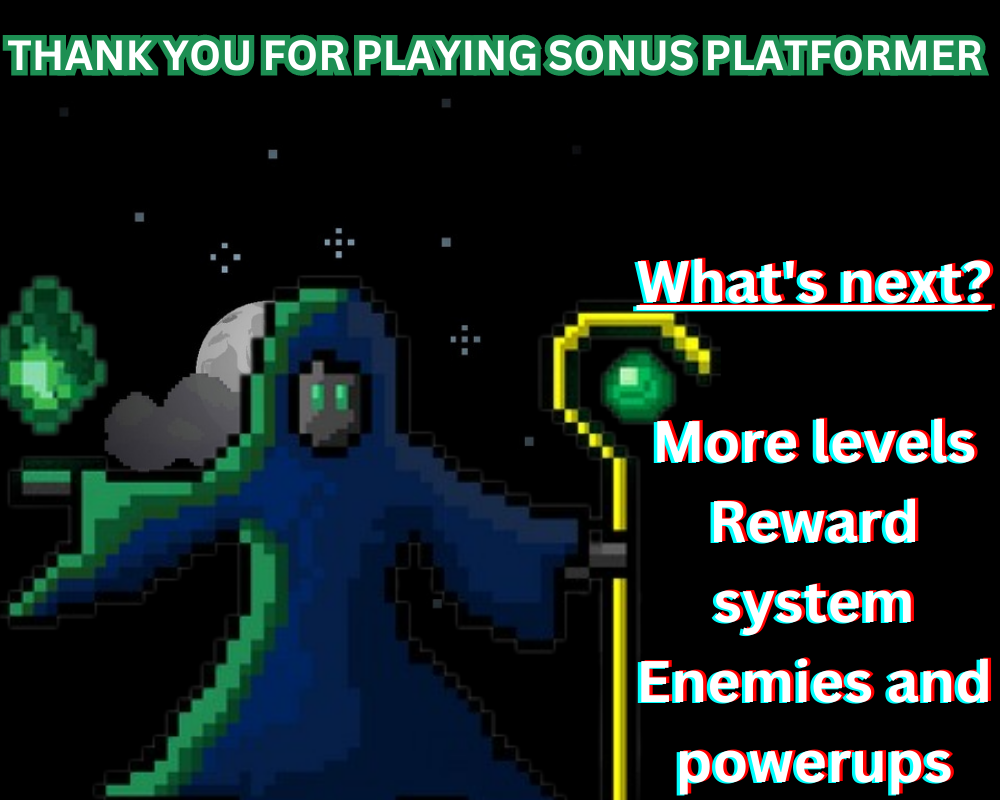 THANK YOU FOR PLAYING SONUS PLATFORMER
What's next?
More levels
Reward
system
Enemies and
powerups